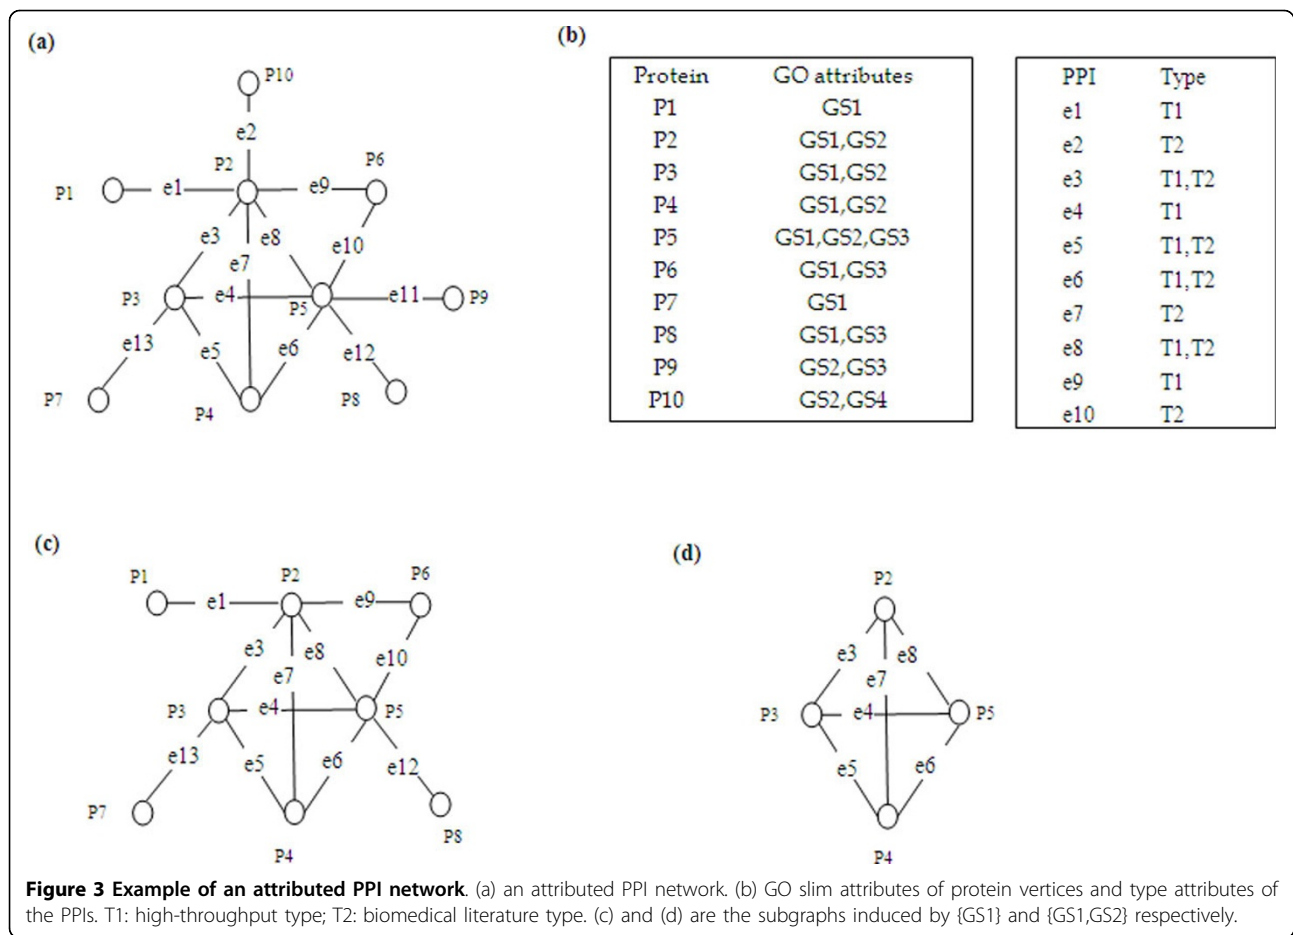 (a)
P10
e2
P2
P6
P1
e1
e9
e3
e8
e10
e7
P3
e4
P5
e11
P9
e13
e5
e6
e12
P7
P4
P8
(b)
Protein GO attributes
P1 GS1
P2 GS1,GS2
P3 GS1,GS2
P4 GS1,GS2
P5 GS1,GS2,GS3
P6 GS1,GS3
P7 GS1
P8 GS1,GS3
P9 GS2,GS3
P10 GS2,GS4
PPI Type
e1 T1
e2 T2
e3 T1,T2
e4 T1
e5 T1,T2
e6 T1,T2
e7 T2
e8 T1,T2
e9 T1
e10 T2
(c)
P1
P2
P6
e1
e9
e3
e8
e10
e7
P3
e4
P5
e13
e5
e6
e12
P7
P4
P8
(d)
P2
e3
e8
e7
P3
e4
P5
e5
e6
P4
Figure 3 Example of an attributed PPI network. (a) an attributed PPI network. (b) GO slim attributes of protein vertices and type attributes of
the PPIs. T1: high-throughput type; T2: biomedical literature type. (c) and (d) are the subgraphs induced by {GS1} and {GS1,GS2} respectively.